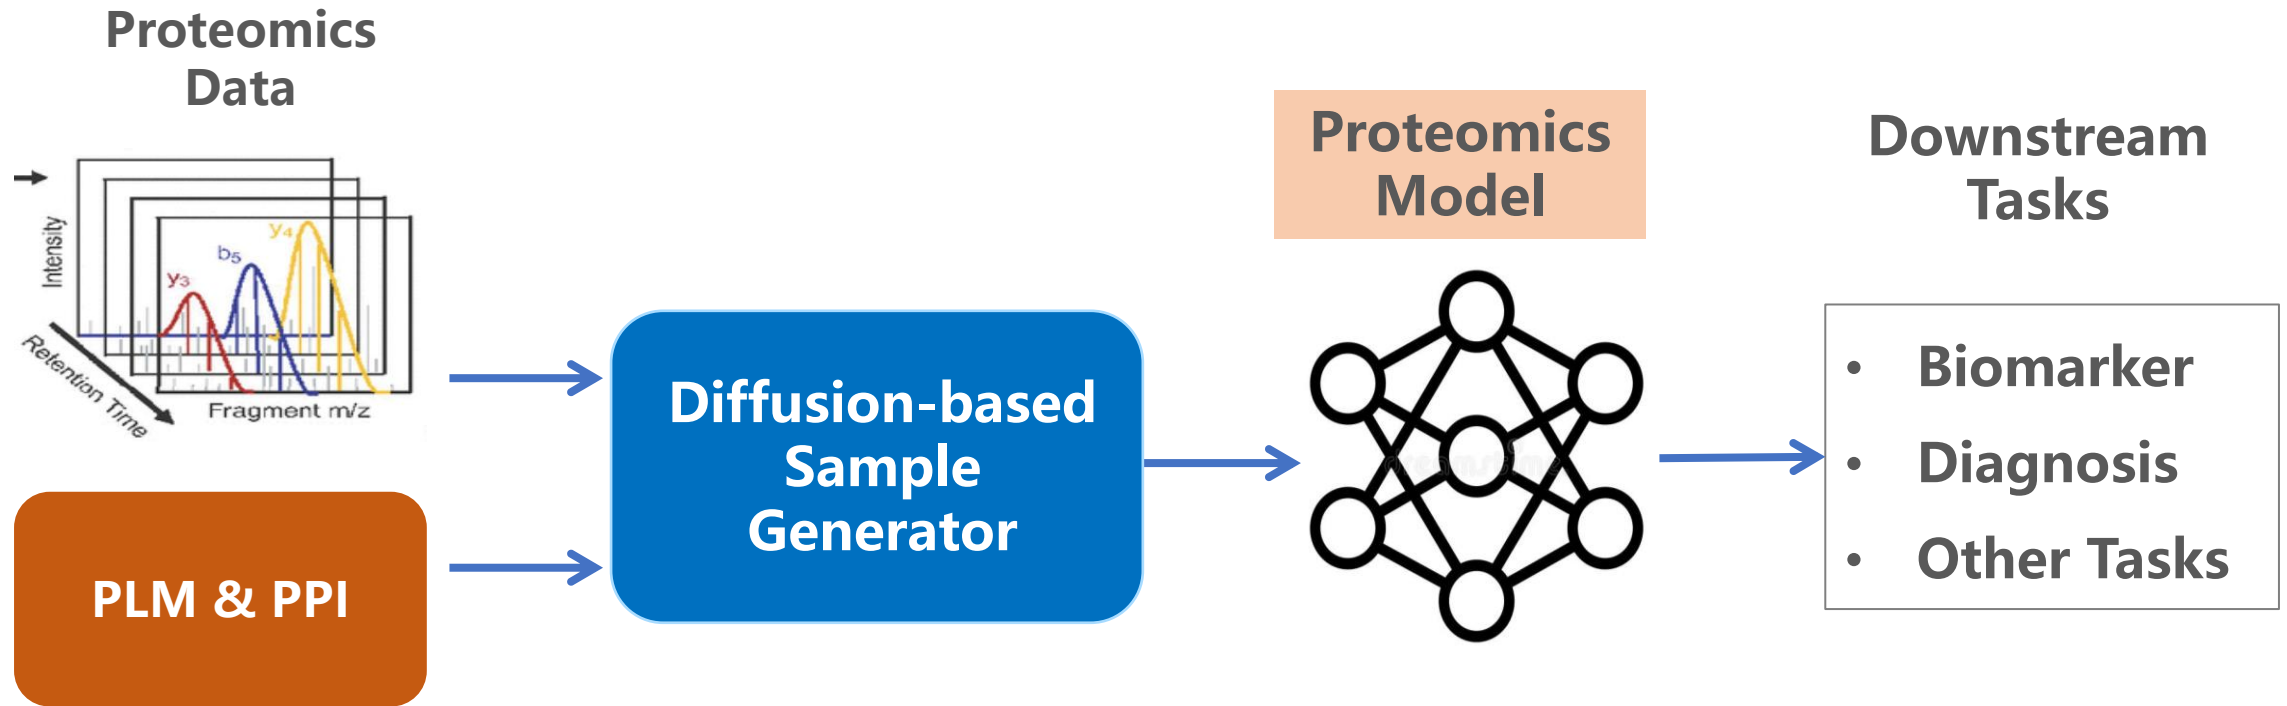 Proteomics
Data
Intensity
y3
b5
y4
Retention Time
Fragment m/z
PLM & PPI
Diffusion-based
Sample
Generator
Proteomics
Model
dreamstime
Downstream
Tasks
• Biomarker
• Diagnosis
• Other Tasks